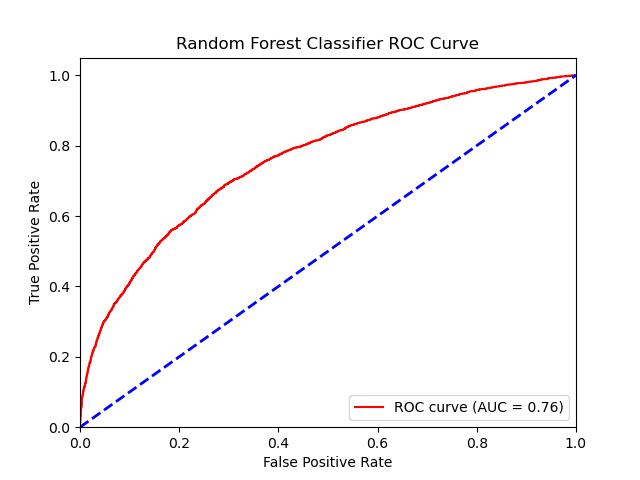 Random Forest Classifier ROC Curve
1.0
0.8
0.6
0.4
0.2
0.0
True Positive Rate
ROC curve (AUC = 0.76)
0.0 0.2 0.4 0.6 0.8 1.0
False Positive Rate